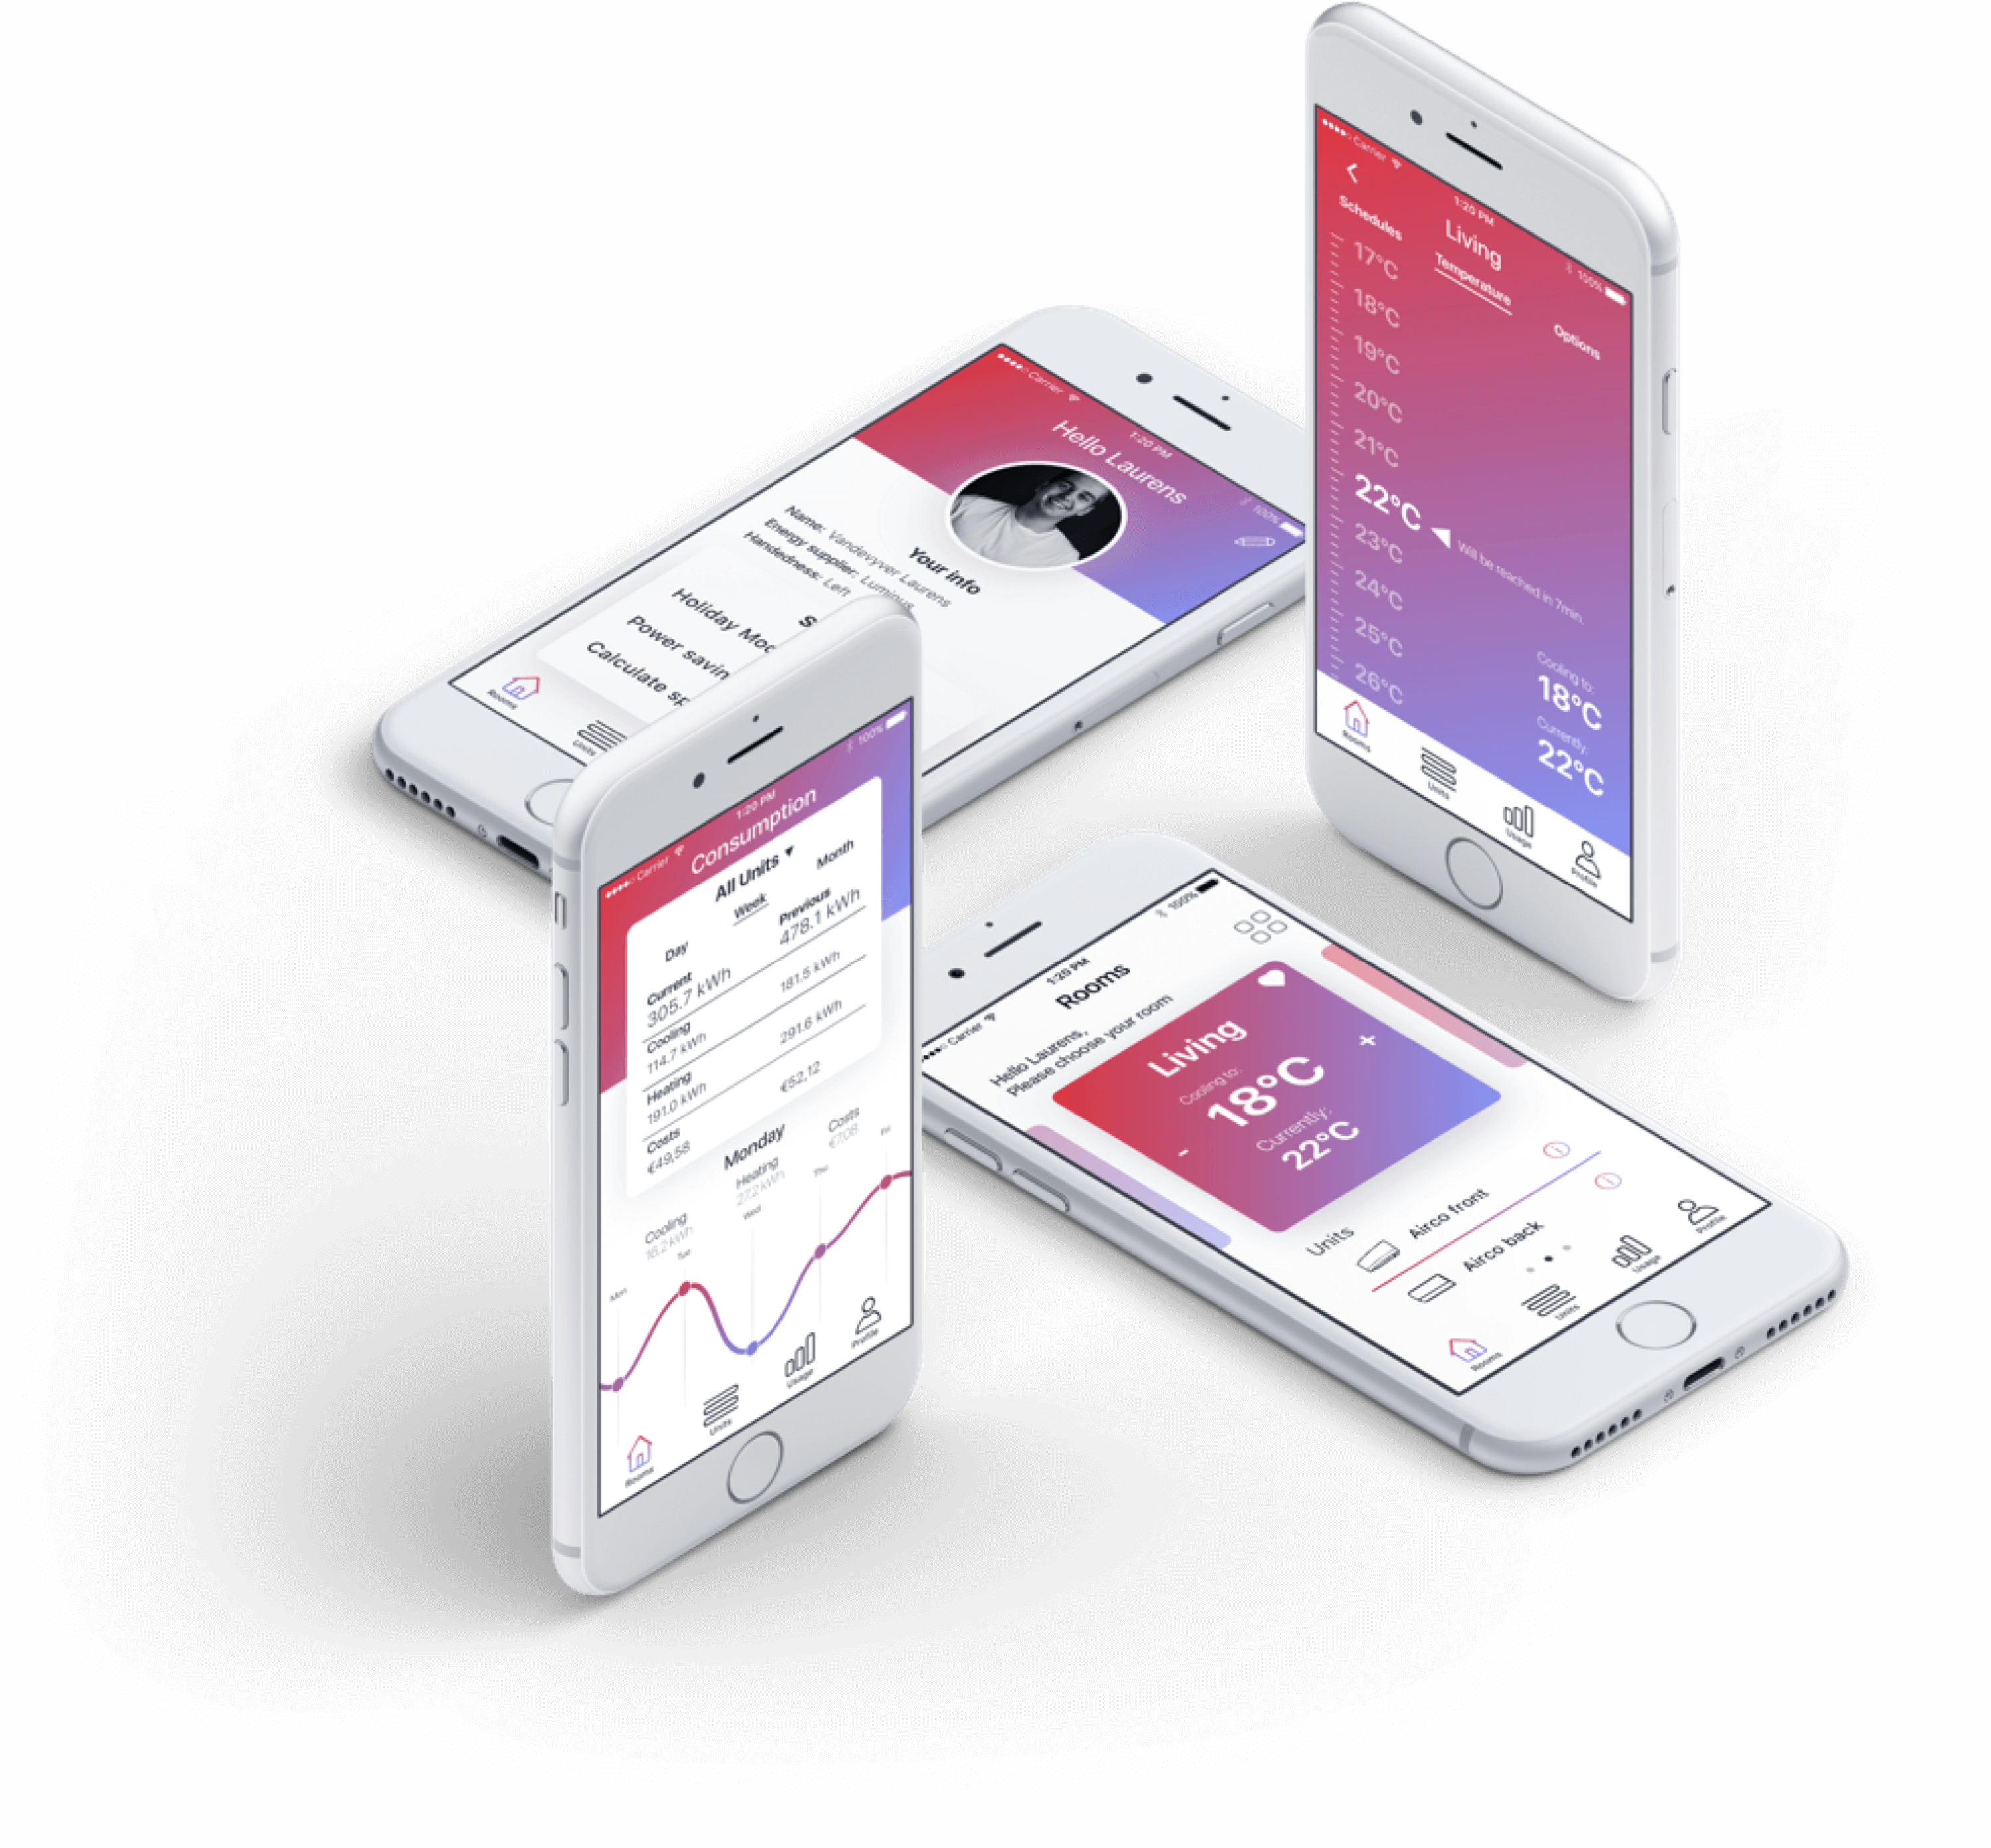 Carrier
1:20 PM
100%
Living
Schedules
Temperature
Options
17°C
18°C
19°C
20°C
21°C
22°C
Will be reached in 7min.
23°C
24°C
25°C
26°C
Cooling to:
18°C
Currently:
22°C
Rooms
Units
Usage
Profile
Carrier
1:20 PM
100%
Hello Laurens
Your info
Name: Vandevyver Laurens
Energy supplier: Luminus
Handedness: Left
S
Holiday Mod
Power savin
Calculate sp
Rooms
Units
Carrier
1:20 PM
100%
Consumption
All Units
Day
Week
Month
Current
Previous
305.7 kWh
478.1 kWh
Cooling
114.7 kWh
181.5 kWh
Heating
191.0 kWh
291.6 kWh
Costs
€49,58
€52,12
Monday
Cooling
16.2 kWh
Heating
27.2 kWh
Costs
€7,08
Mon
Tue
Wed
Thu
Fri
Rooms
Units
Usage
Profile
Carrier
1:20 PM
100%
Rooms
Hello Laurens,
Please choose your room
Living
Cooling to:
18°C
Currently:
22°C
- +
Units
Airco front
Airco back
Rooms
Units
Usage
Profile